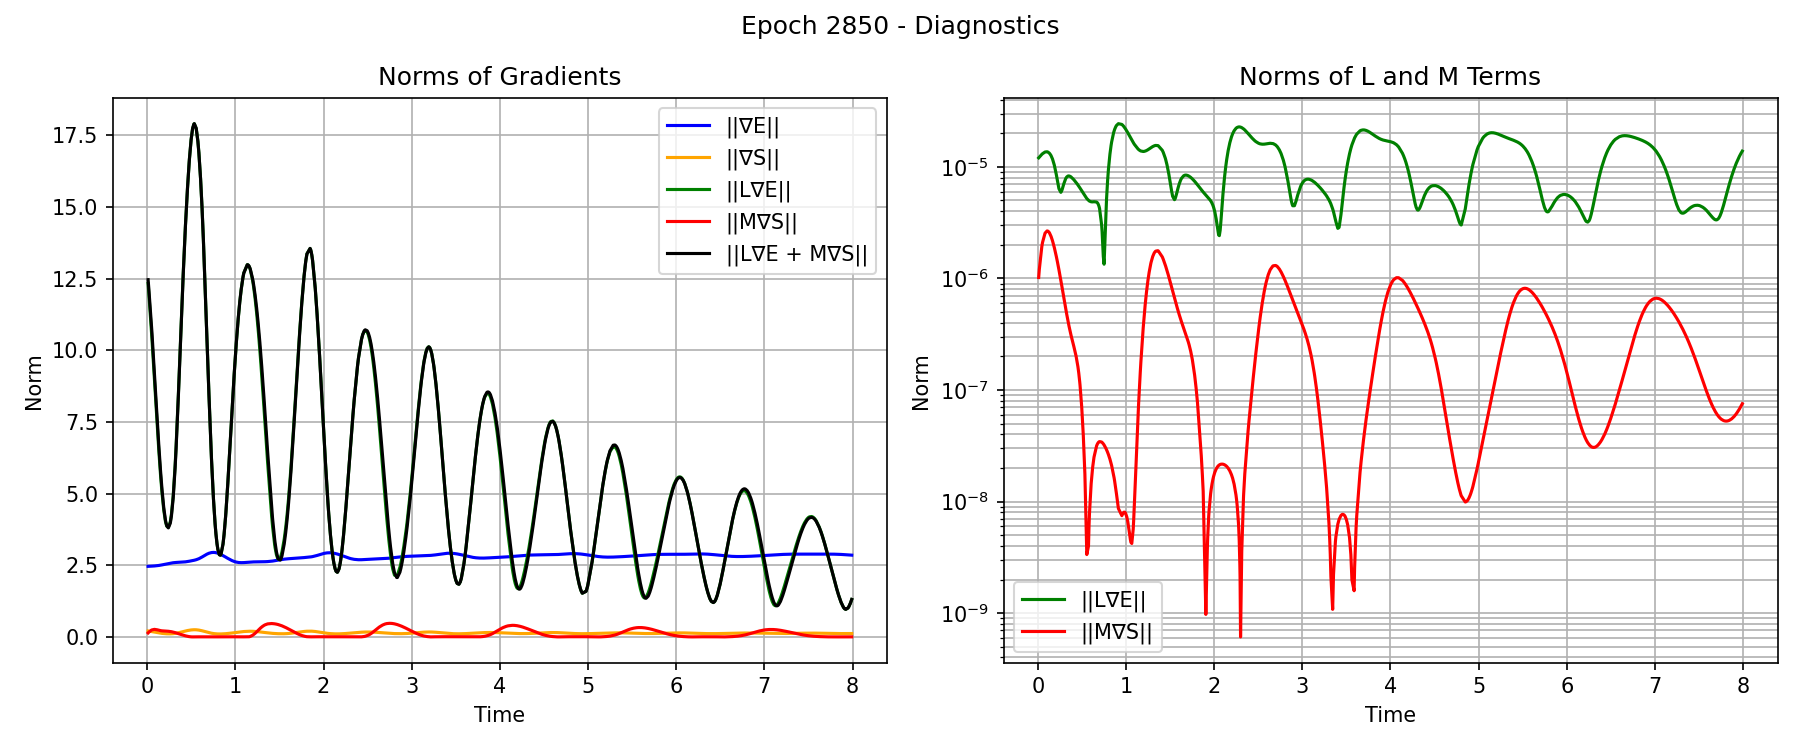 Epoch 2850 - Diagnostics
Norms of Gradients
Norm
17.5
15.0
12.5
10.0
7.5
5.0
2.5
0.0
||∇E||
||∇S||
||L∇E||
||M∇S||
||L∇E + M∇S||
0 1 2 3 4 5 6 7 8
Time
Norms of L and M Terms
Norm
10⁻⁵
10⁻⁶
10⁻⁷
10⁻⁸
10⁻⁹
||L∇E||
||M∇S||
0 1 2 3 4 5 6 7 8
Time